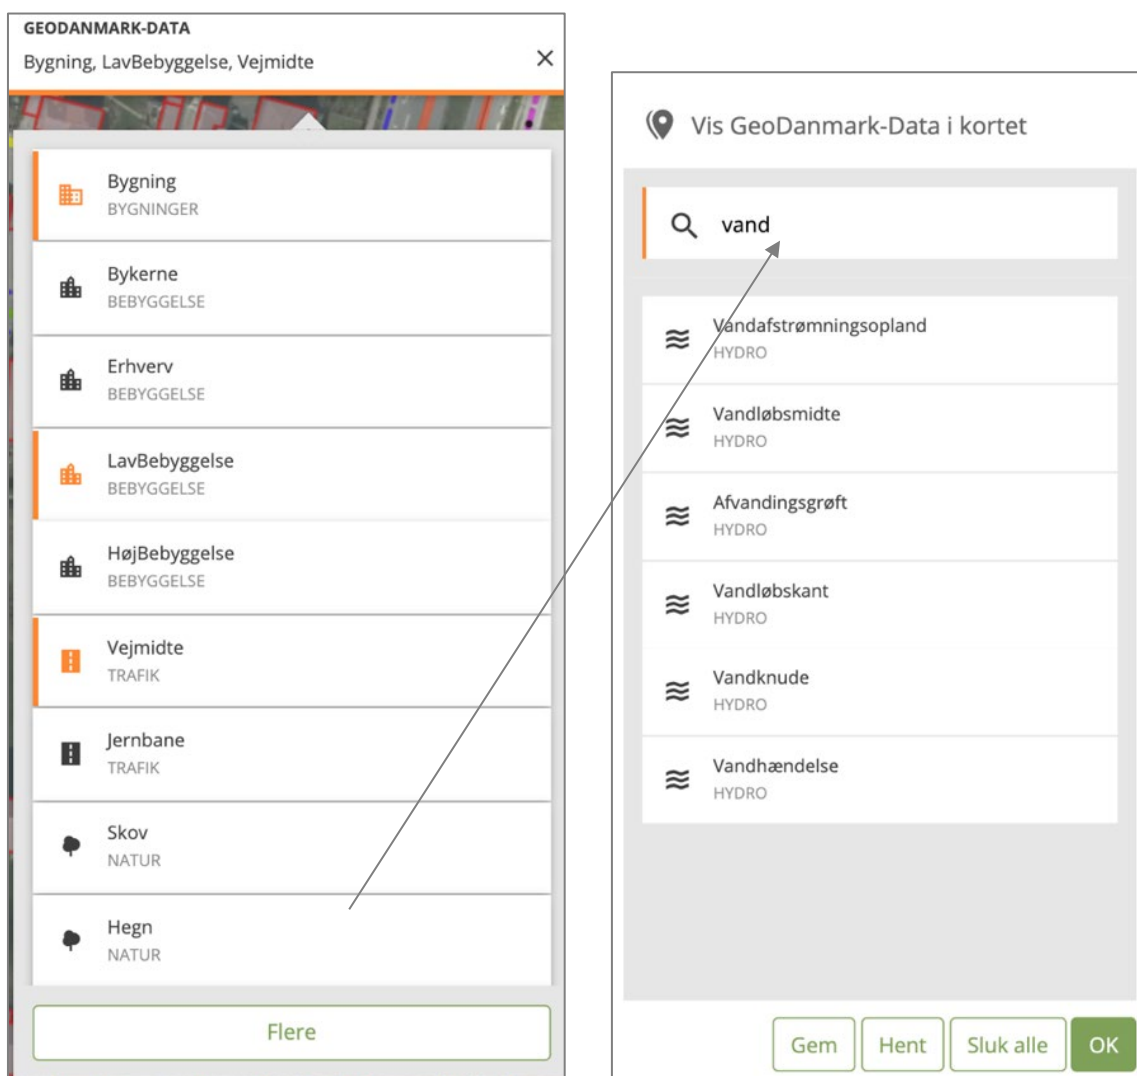 GEODANMARK-DATA
Bygning, LavBebyggelse, Vejmidte
Bygning
BYGNINGER
Bykerne
BEBYGGELSE
Erhverv
BEBYGGELSE
LavBebyggelse
BEBYGGELSE
HøjBebyggelse
BEBYGGELSE
Vejmidte
TRAFIK
Jernbane
TRAFIK
Skov
NATUR
Hegn
NATUR
Flere
Vis GeoDanmark-Data i kortet
vand
Vandafstrømningsopland
HYDRO
Vandløbsmidte
HYDRO
Afvandingsgrøft
HYDRO
Vandløbskant
HYDRO
Vandknude
HYDRO
Vandhændelse
HYDRO
Gem
Hent
Sluk alle
OK